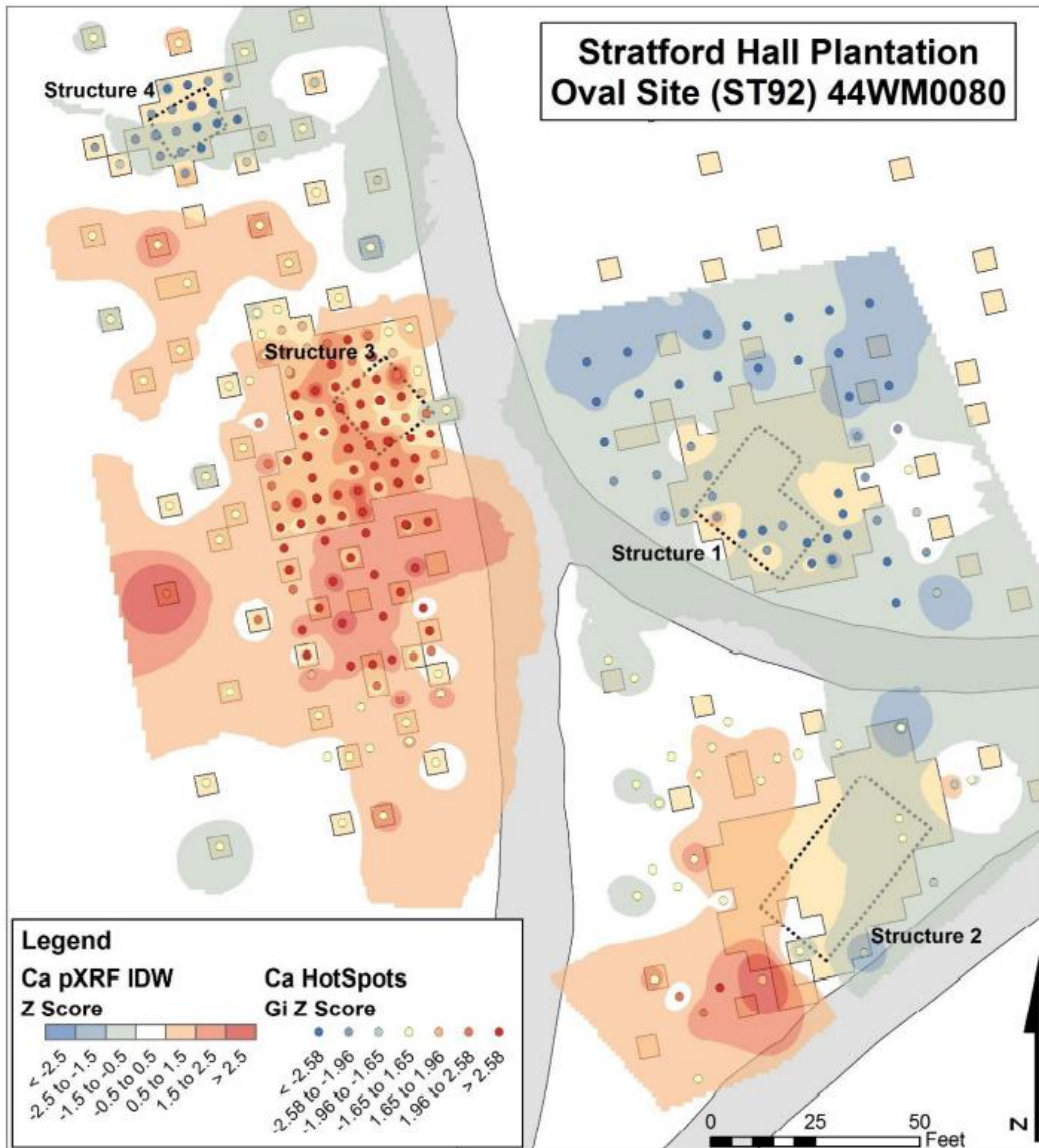 Stratford Hall Plantation
Oval Site (ST92) 44WM0080
Structure 4
Structure 3
Structure 1
Structure 2
Legend
Ca pXRF IDW
Z Score
< -2.5
-2.5 to -1.5
-1.5 to -0.5
-0.5 to 0.5
0.5 to 1.5
1.5 to 2.5
> 2.5
Ca HotSpots
Gi Z Score
< -2.58
-2.58 to -1.96
-1.96 to -1.65
-1.65 to 1.65
1.65 to 1.96
1.96 to 2.58
> 2.58
0 25 50
Feet
N